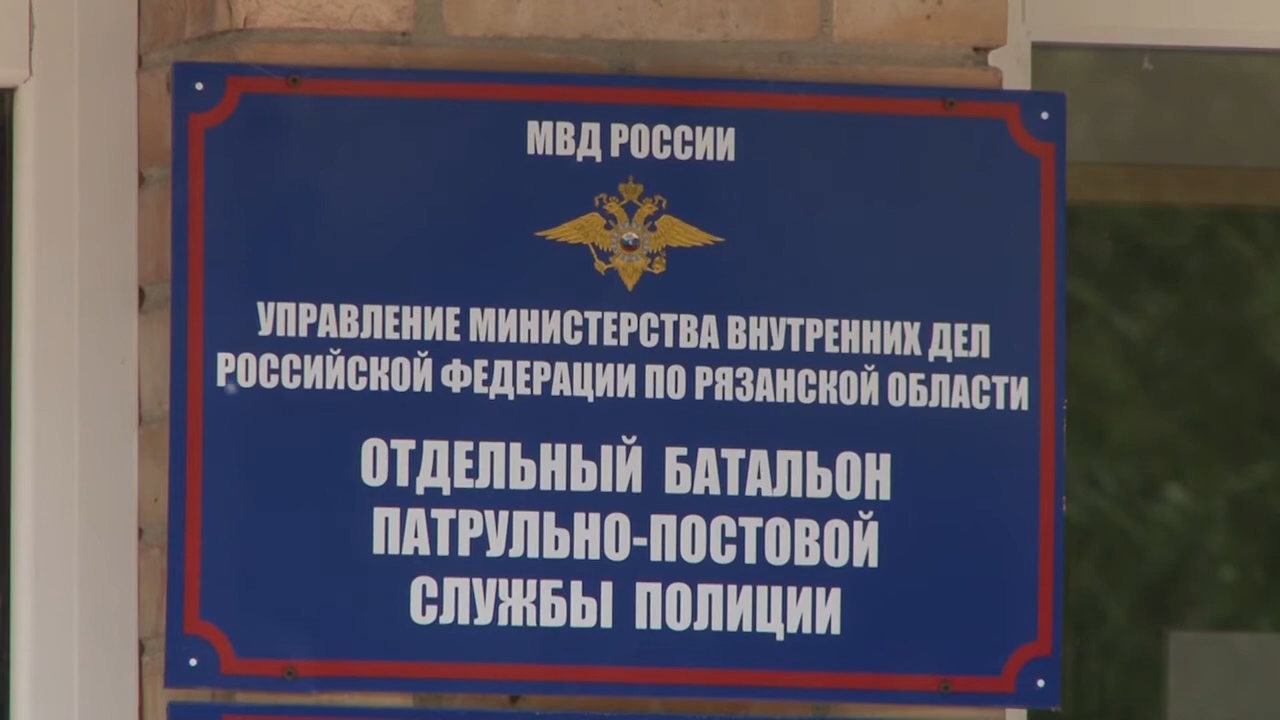 МВД РОССИИ
УПРАВЛЕНИЕ МИНИСТЕРСТВА ВНУТРЕННИХ ДЕЛ
РОССИЙСКОЙ ФЕДЕРАЦИИ ПО РЯЗАНСКОЙ ОБЛАСТИ
ОТДЕЛЬНЫЙ БАТАЛЬОН
ПАТРУЛЬНО-ПОСТОВОЙ
СЛУЖБЫ ПОЛИЦИИ